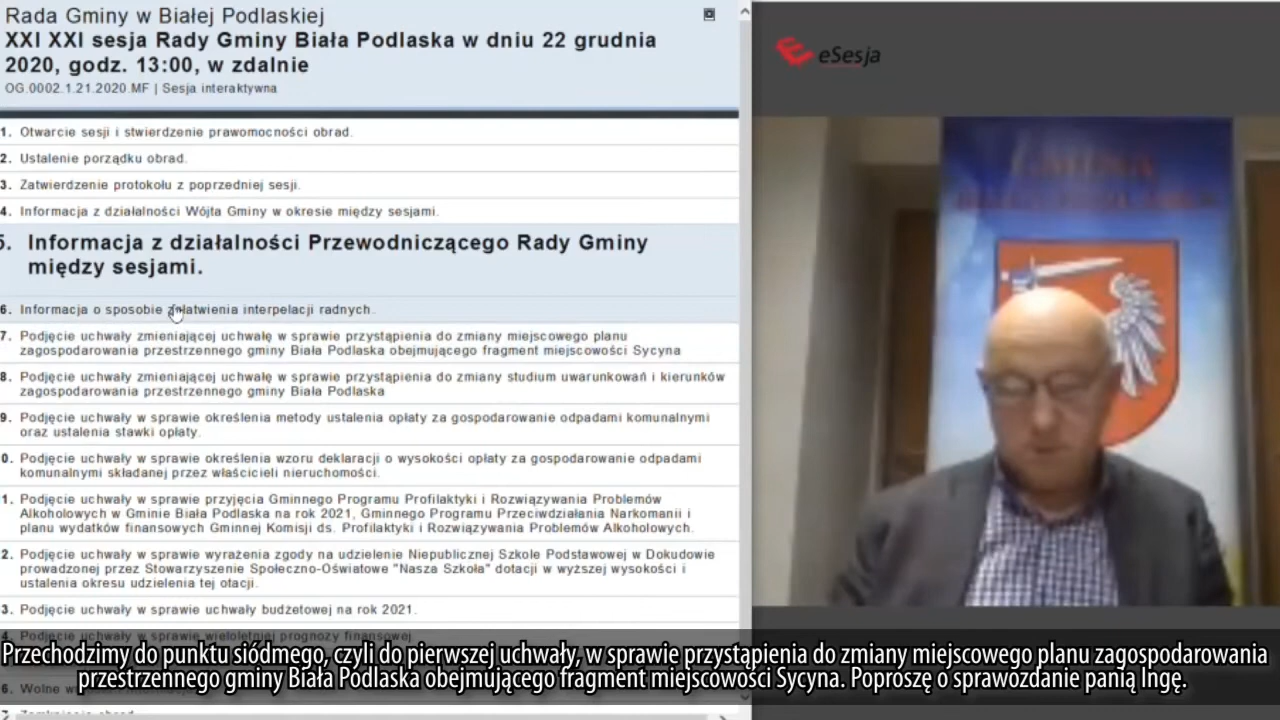 Rada Gminy w Białej Podlaskiej
XXI XXI sesja Rady Gminy Biała Podlaska w dniu 22 grudnia
2020, godz. 13:00, w zdalnie
OG.0002.1.21.2020.MF | Sesja interaktywna
1. Otwarcie sesji i stwierdzenie prawomocności obrad.
2. Ustalenie porządku obrad.
3. Zatwierdzenie protokołu z poprzedniej sesji.
4. Informacja z działalności Wójta Gminy w okresie między sesjami.
5. Informacja z działalności Przewodniczącego Rady Gminy
między sesjami.
6. Informacja o sposobie załatwienia interpelacji radnych.
7. Podjęcie uchwały zmieniającej uchwałę w sprawie przystąpienia do zmiany miejscowego planu
zagospodarowania przestrzennego gminy Biała Podlaska obejmującego fragment miejscowości Sycyna
8. Podjęcie uchwały zmieniającej uchwałę w sprawie przystąpienia do zmiany studium uwarunkowań i kierunków
zagospodarowania przestrzennego gminy Biała Podlaska
9. Podjęcie uchwały w sprawie określenia metody ustalenia opłaty za gospodarowanie odpadami komunalnymi
oraz ustalenia stawki opłaty.
0. Podjęcie uchwały w sprawie określenia wzoru deklaracji o wysokości opłaty za gospodarowanie odpadami
komunalnymi składanej przez właścicieli nieruchomości.
1. Podjęcie uchwały w sprawie przyjęcia Gminnego Programu Profilaktyki i Rozwiązywania Problemów
Alkoholowych w Gminie Biała Podlaska na rok 2021, Gminnego Programu Przeciwdziałania Narkomanii i
planu wydatków finansowych Gminnej Komisji ds. Profilaktyki i Rozwiązywania Problemów Alkoholowych.
2. Podjęcie uchwały w sprawie wyrażenia zgody na udzielenie Niepublicznej Szkole Podstawowej w Dokudowie
prowadzonej przez Stowarzyszenie Społeczno-Oświatowe "Nasza Szkoła" dotacji w wyższej wysokości i
ustalenia okresu udzielenia tej otacji.
3. Podjęcie uchwały w sprawie uchwały budżetowej na rok 2021.
4. Podjęcie uchwały w sprawie wieloletniej prognozy finansowej
6. Wolne
eSesja
Przechodzimy do punktu siódmego, czyli do pierwszej uchwały, w sprawie przystąpienia do zmiany miejscowego planu zagospodarowania
przestrzennego gminy Biała Podlaska obejmującego fragment miejscowości Sycyna. Poproszę o sprawozdanie panią Ingę.